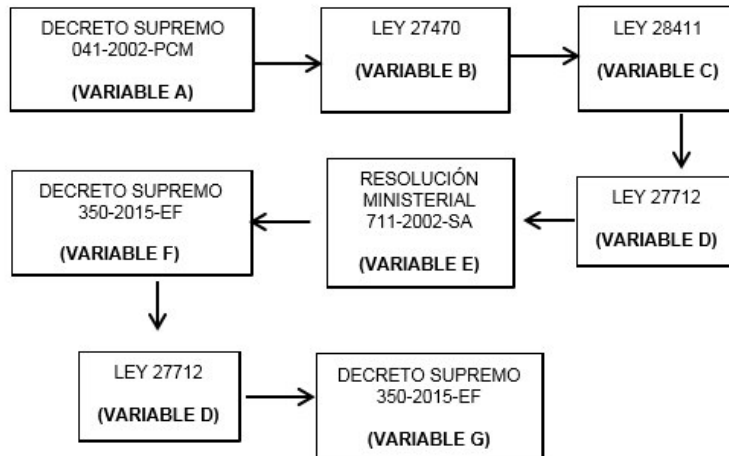 DECRETO SUPREMO
041-2002-PCM
(VARIABLE A)
LEY 27470
(VARIABLE B)
LEY 28411
(VARIABLE C)
LEY 27712
(VARIABLE D)
RESOLUCIÓN
MINISTERIAL
711-2002-SA
(VARIABLE E)
DECRETO SUPREMO
350-2015-EF
(VARIABLE F)
LEY 27712
(VARIABLE D)
DECRETO SUPREMO
350-2015-EF
(VARIABLE G)